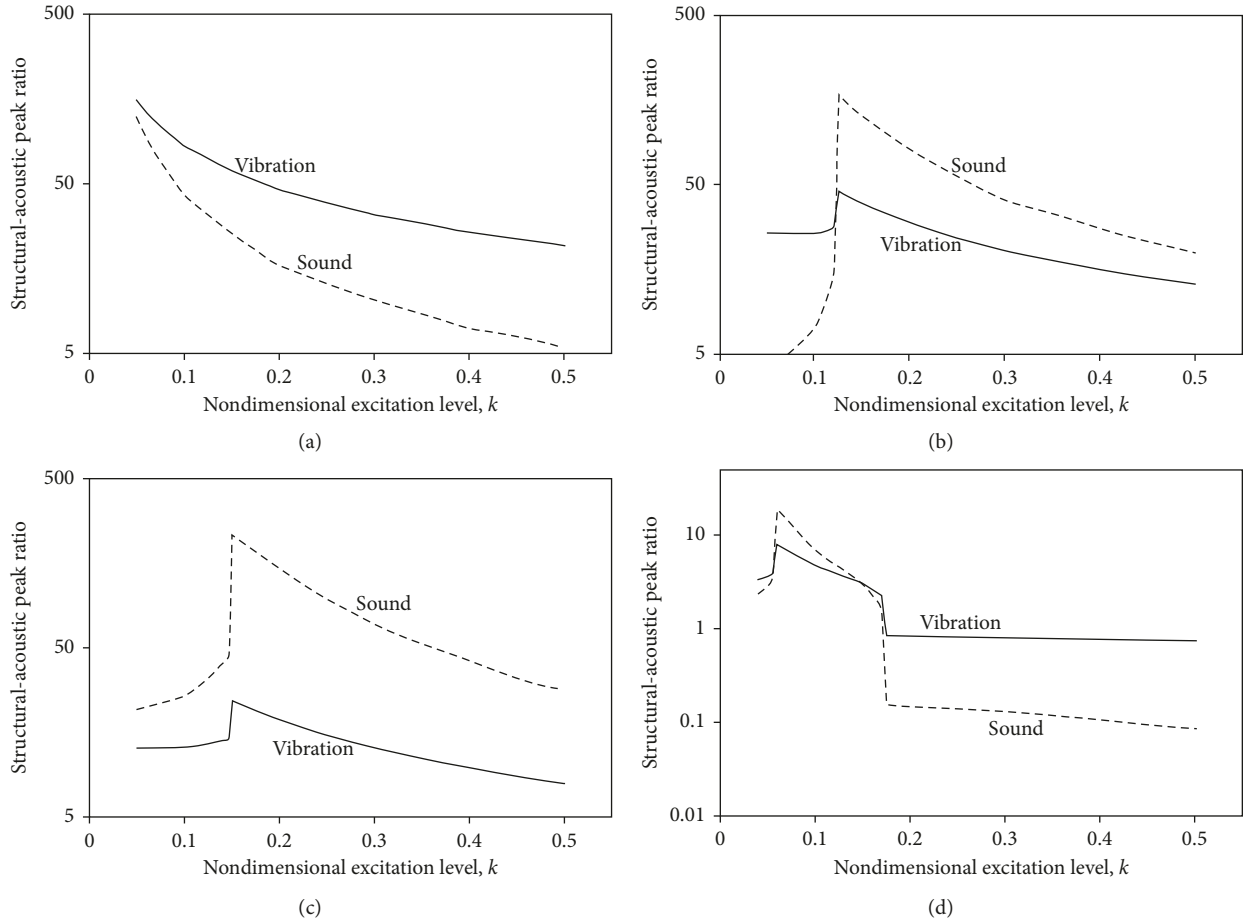 500
50
5
Structural-acoustic peak ratio
Vibration
Sound
0
0.1
0.2
0.3
0.4
0.5
Nondimensional excitation level, k
(a)
500
50
5
Structural-acoustic peak ratio
Sound
Vibration
0
0.1
0.2
0.3
0.4
0.5
Nondimensional excitation level, k
(b)
500
50
5
Structural-acoustic peak ratio
Sound
Vibration
0
0.1
0.2
0.3
0.4
0.5
Nondimensional excitation level, k
(c)
10
1
0.1
0.01
Structural-acoustic peak ratio
Vibration
Sound
0
0.1
0.2
0.3
0.4
0.5
Nondimensional excitation level, k
(d)